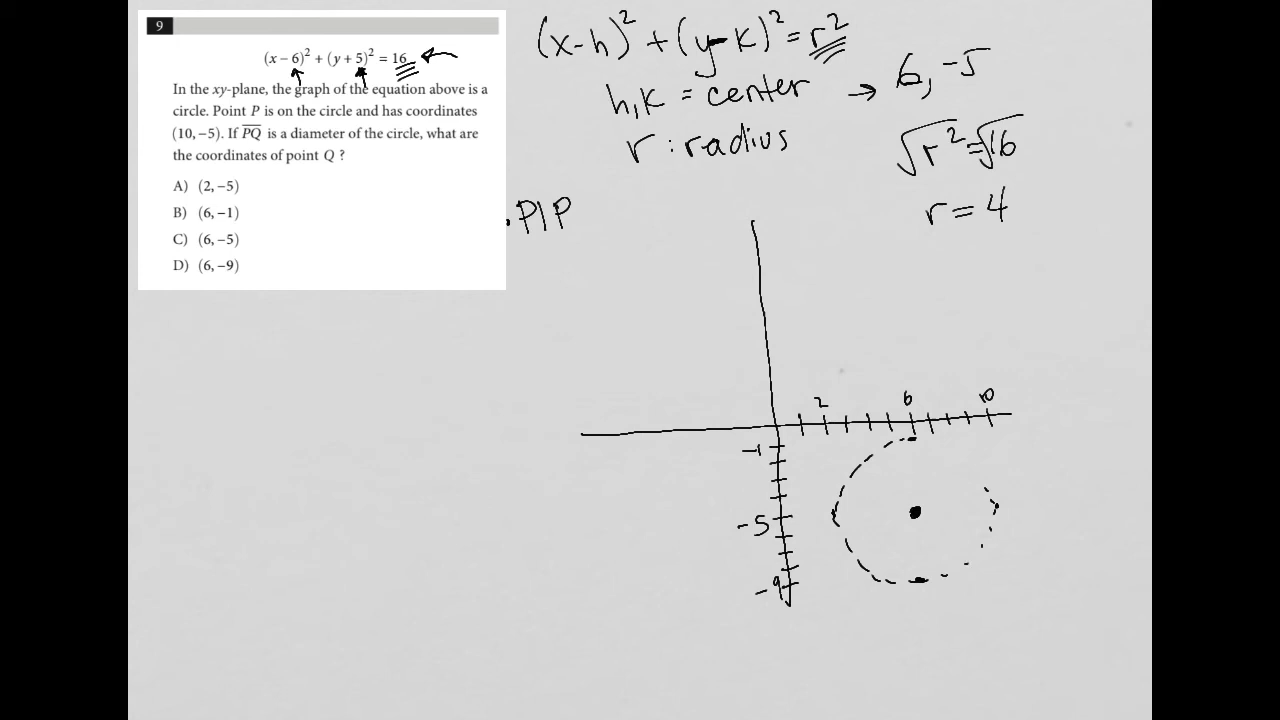 9
(x − 6)² + (y + 5)² = 16
In the xy-plane, the graph of the equation above is a
circle. Point P is on the circle and has coordinates
(10, −5). If PQ is a diameter of the circle, what are
the coordinates of point Q ?
A) (2, −5)
B) (6, −1)
C) (6, −5)
D) (6, −9)
(x-h)² + (y-k)² = r²
h,k = center → 6, -5
r : radius
√r² = √16
r = 4
. P|P
2 6 10
-1
-5
-9